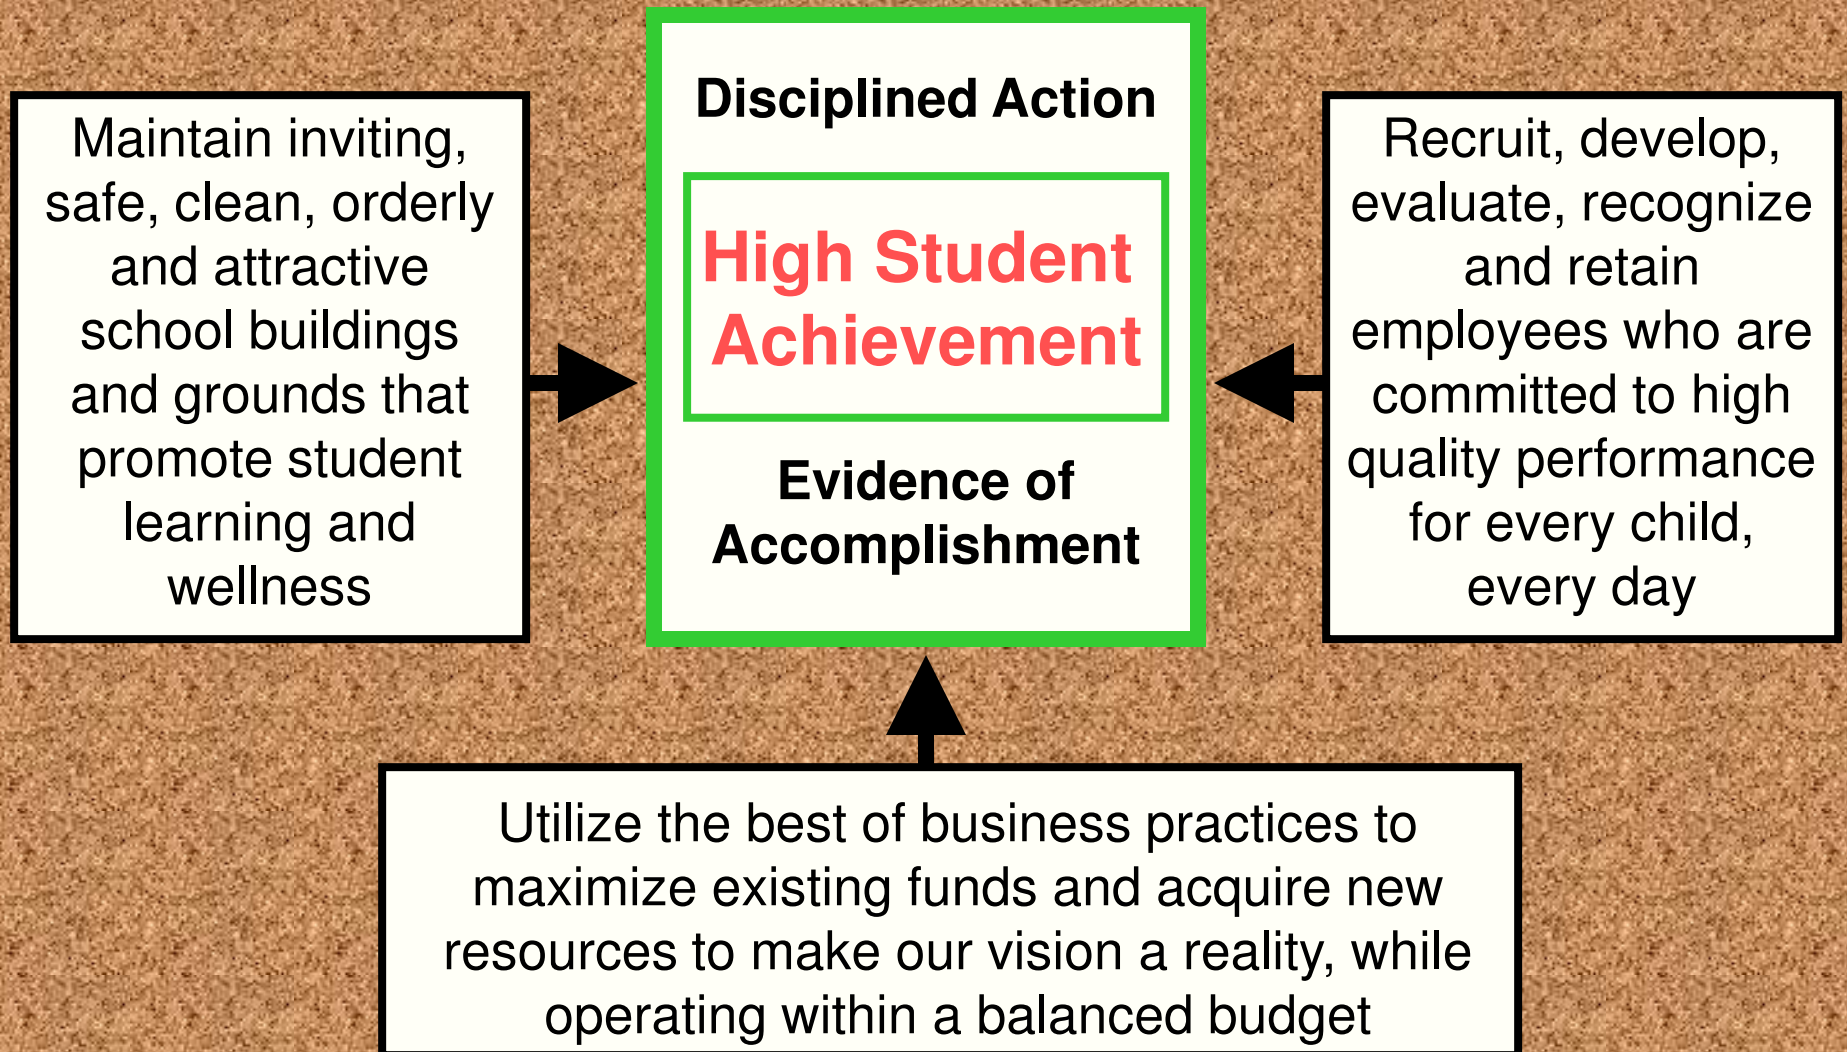 Maintain inviting,
safe, clean, orderly
and attractive
school buildings
and grounds that
promote student
learning and
wellness
Disciplined Action
High Student
Achievement
Evidence of
Accomplishment
Recruit, develop,
evaluate, recognize
and retain
employees who are
committed to high
quality performance
for every child,
every day
Utilize the best of business practices to
maximize existing funds and acquire new
resources to make our vision a reality, while
operating within a balanced budget